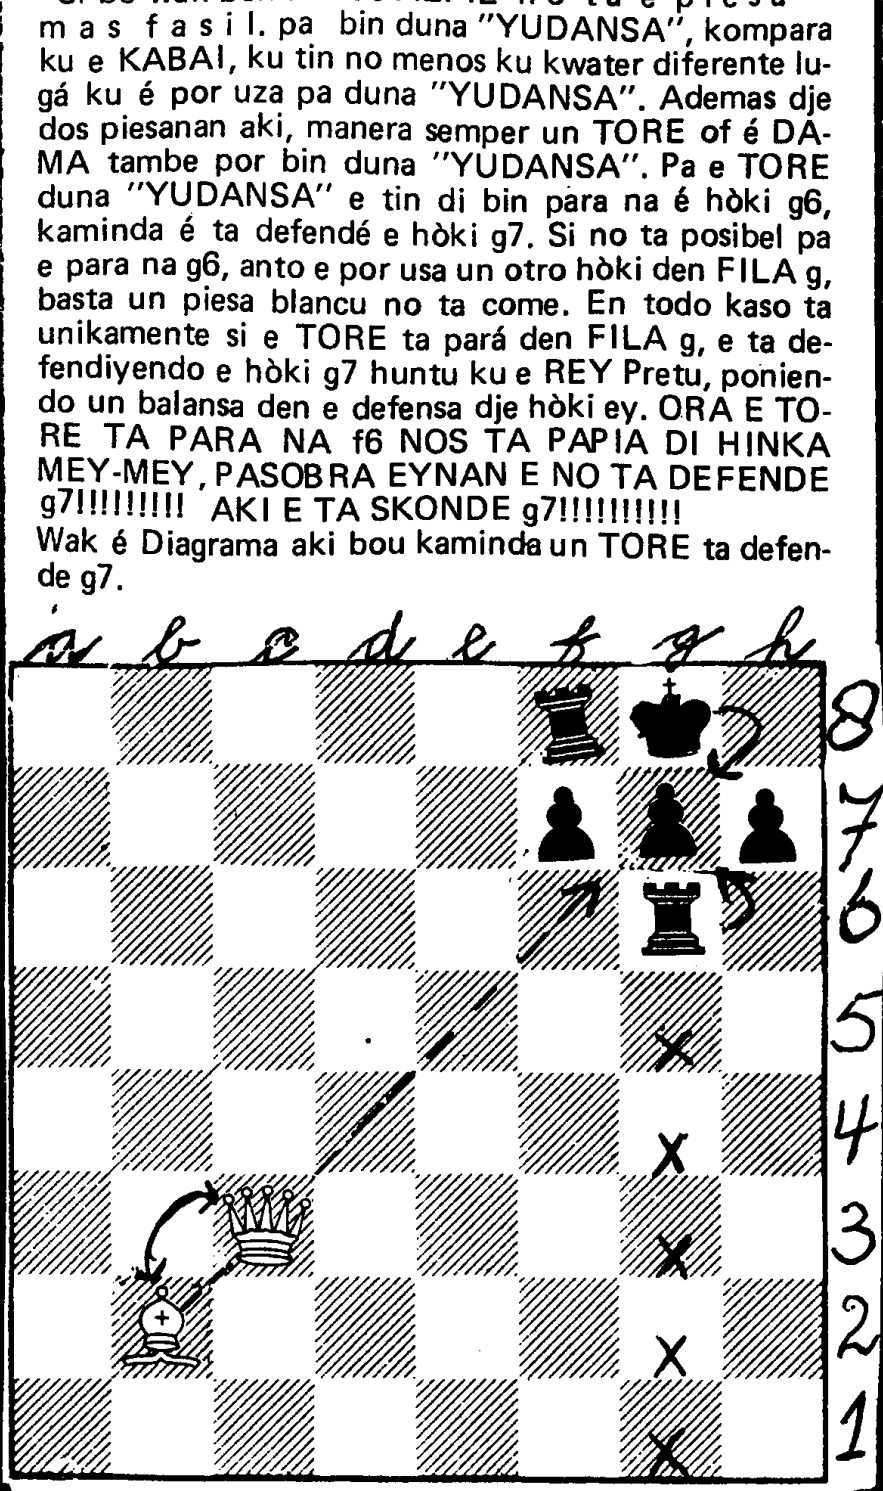 m a s f a s i l. pa bin duna "YUDANSA", kompara
ku e KABAI, ku tin no menos ku kwater diferente lu-
gá ku é por uza pa duna "YUDANSA". Ademas dje
dos piesanan aki, manera semper un TORE of é DA-
MA tambe por bin duna "YUDANSA". Pa e TORE
duna "YUDANSA" e tin di bin para na é hòki g6,
kaminda é ta defendé e hòki g7. Si no ta posibel pa
e para na g6, anto e por usa un otro hòki den FILA g,
basta un piesa blancu no ta come. En todo kaso ta
unikamente si e TORE ta pará den FILA g, e ta de-
fendiyendo e hòki g7 huntu ku e REY Pretu, ponien-
do un balansa den e defensa dje hòki ey. ORA E TO-
RE TA PARA NA f6 NOS TA PAPIA DI HINKA
MEY-MEY, PASOBRA EYNAN E NO TA DEFENDE
g7!!!!!!!!!! AKI E TA SKONDE g7!!!!!!!!!!!
Wak é Diagrama aki bou kaminda un TORE ta defen-
de g7.
a b c d e f g h
8
7
6
5
4
3
2
1